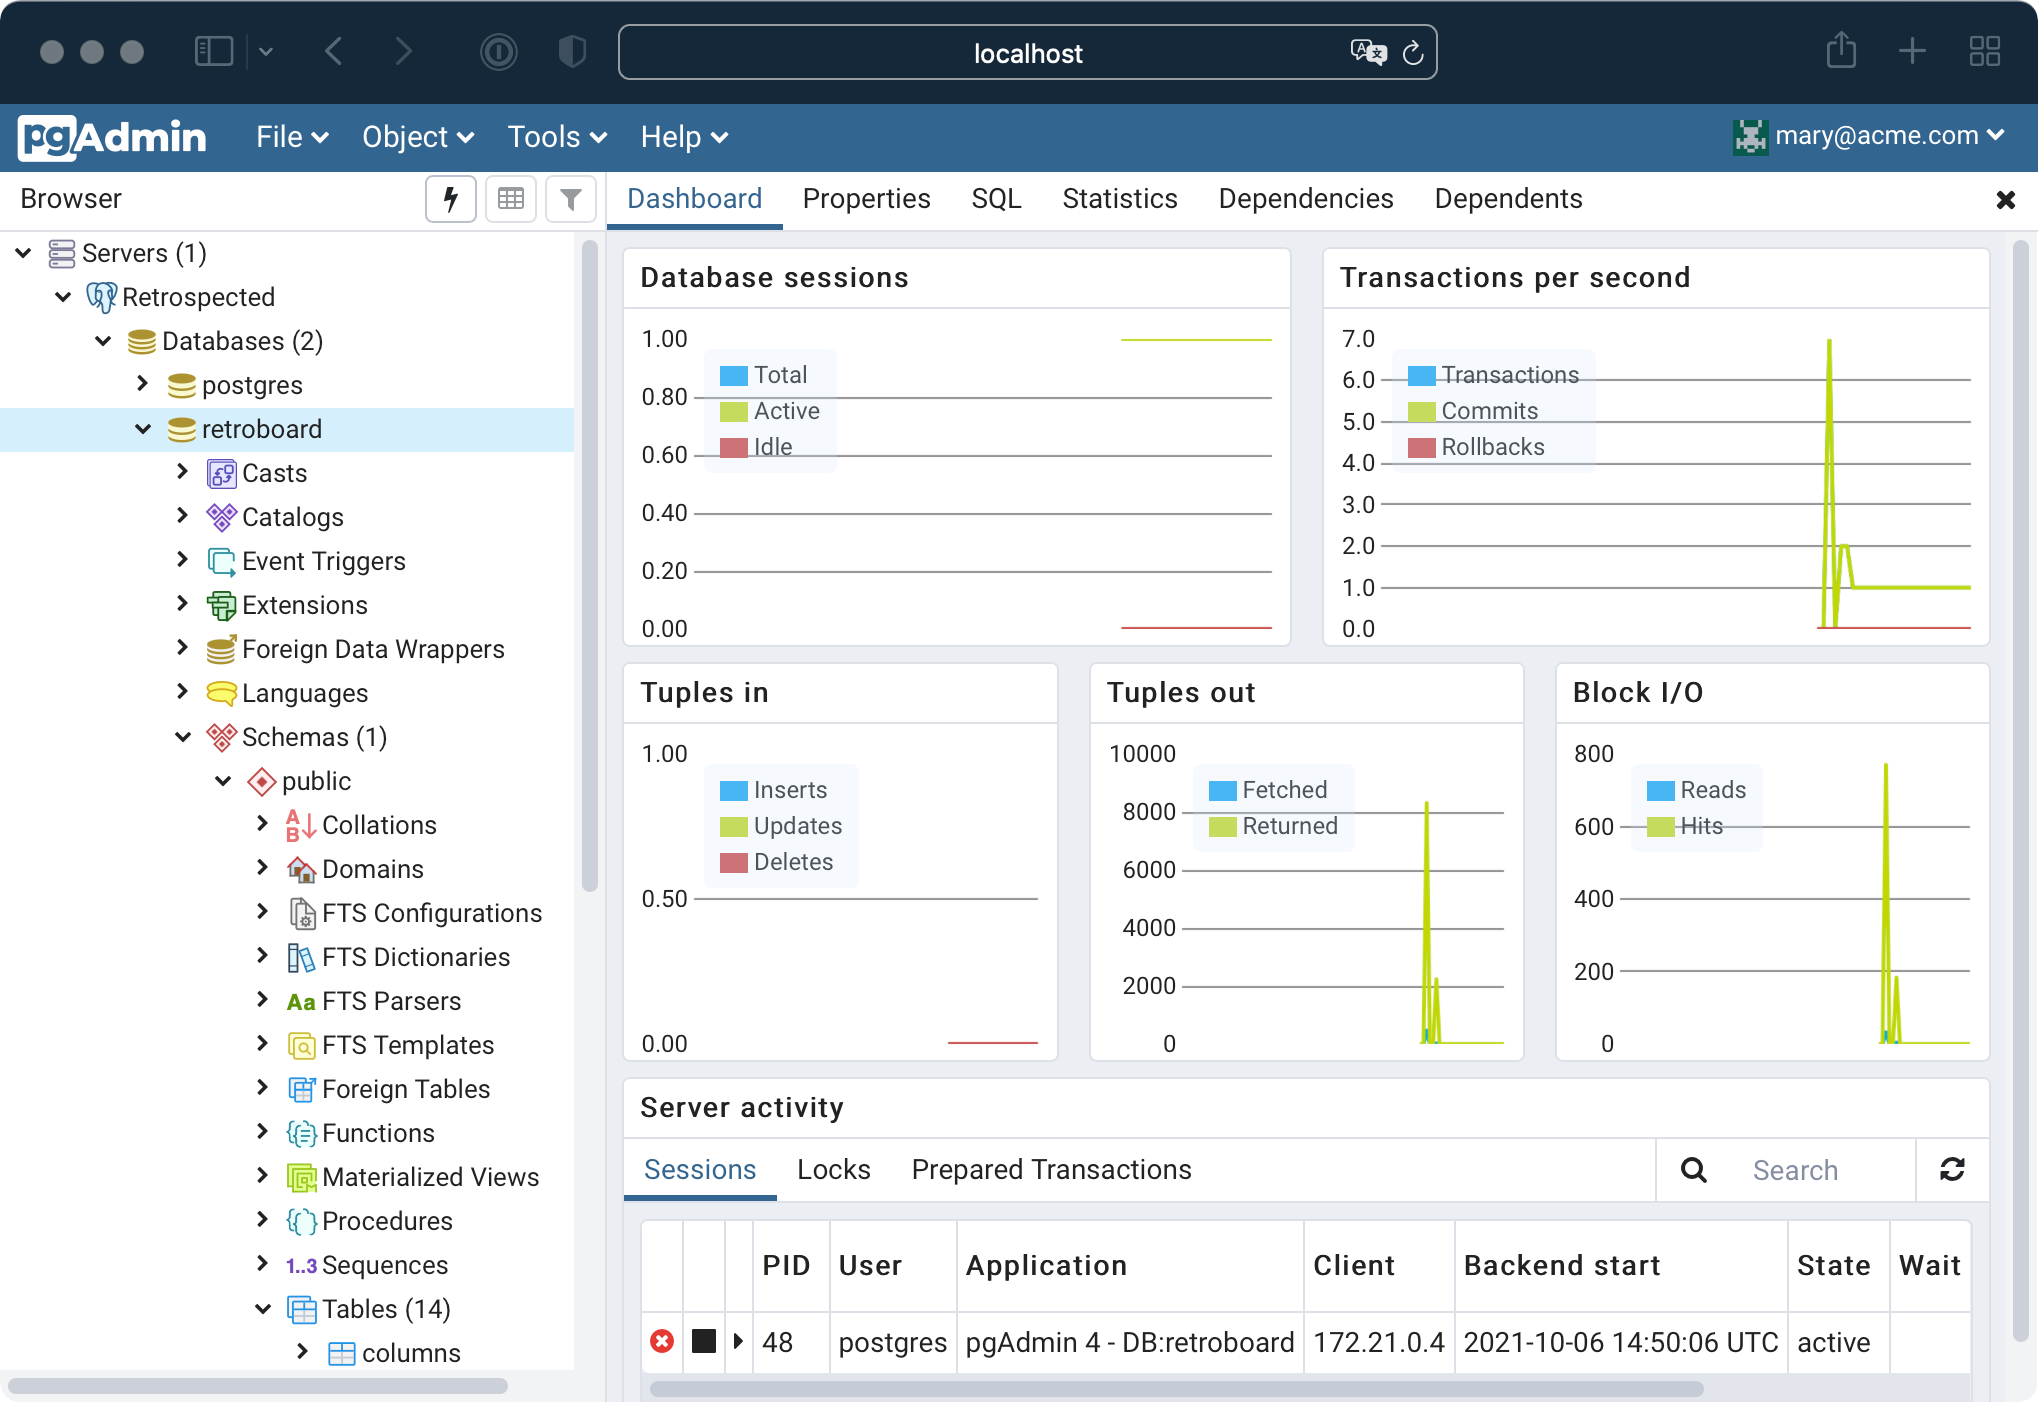 localhost
pgAdmin File Object Tools Help mary@acme.com
Browser
Dashboard Properties SQL Statistics Dependencies Dependents
Servers (1)
Retrospected
Databases (2)
postgres
retroboard
Casts
Catalogs
Event Triggers
Extensions
Foreign Data Wrappers
Languages
Schemas (1)
public
A B Collations
Domains
FTS Configurations
FTS Dictionaries
Aa FTS Parsers
FTS Templates
Foreign Tables
Functions
Materialized Views
Procedures
1..3 Sequences
Tables (14)
columns
Database sessions
1.00
0.80
0.60
0.40
0.20
0.00
Total
Active
Idle
Transactions per second
7.0
6.0
5.0
4.0
3.0
2.0
1.0
0.0
Transactions
Commits
Rollbacks
Tuples in
1.00
0.50
0.00
Inserts
Updates
Deletes
Tuples out
10000
8000
6000
4000
2000
0
Fetched
Returned
Block I/O
800
600
400
200
0
Reads
Hits
Server activity
Sessions Locks Prepared Transactions Search
PID User Application Client Backend start State Wait
48 postgres pgAdmin 4 - DB:retroboard 172.21.0.4 2021-10-06 14:50:06 UTC active